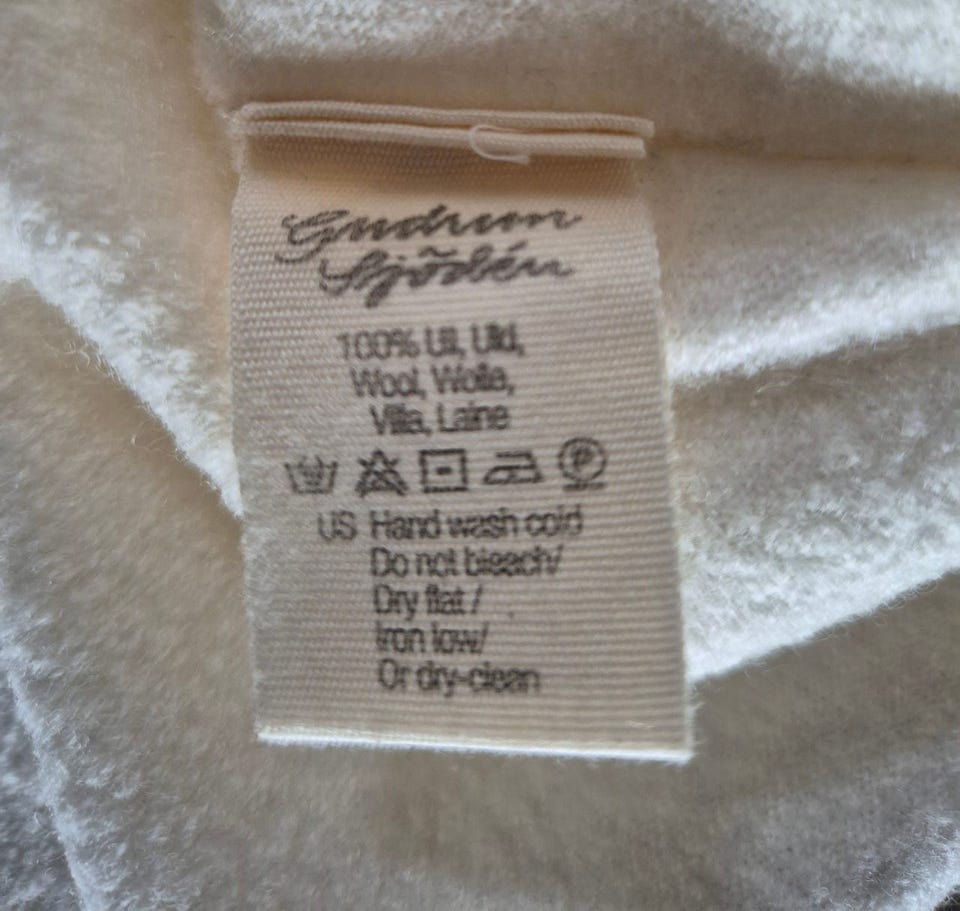 Gudrun
Sjödén
100% Ull, Uld,
Wool, Wolle,
Villa, Laine
P
US Hand wash cold
Do not bleach/
Dry flat /
Iron low/
Or dry-clean